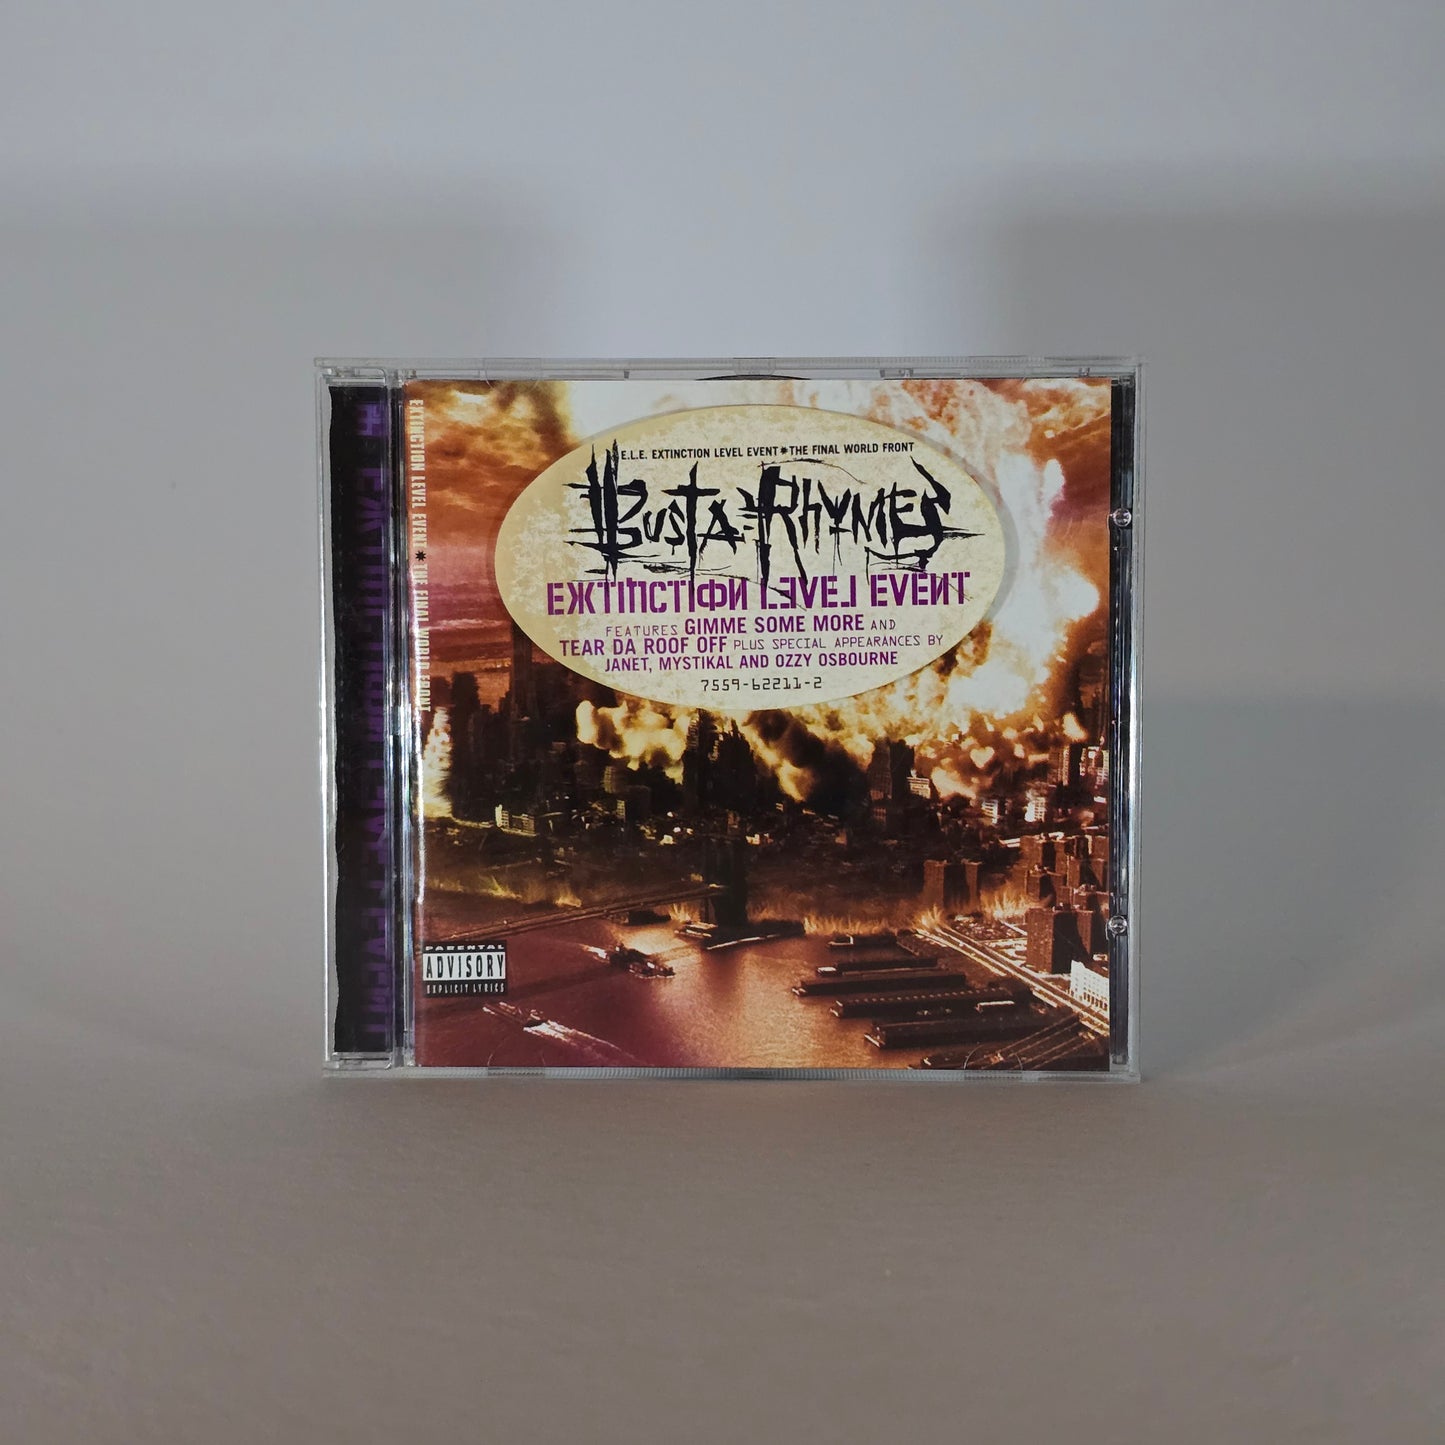 EXTINCTION LEVEL EVENT * THE FINAL WORLD FRONT
E.L.E. EXTINCTION LEVEL EVENT * THE FINAL WORLD FRONT
BUSTA RHYMES
EXTINCTION LEVEL EVENT
FEATURES GIMME SOME MORE AND
TEAR DA ROOF OFF PLUS SPECIAL APPEARANCES BY
JANET, MYSTIKAL AND OZZY OSBOURNE
7559-62211-2
PARENTAL
ADVISORY
EXPLICIT LYRICS